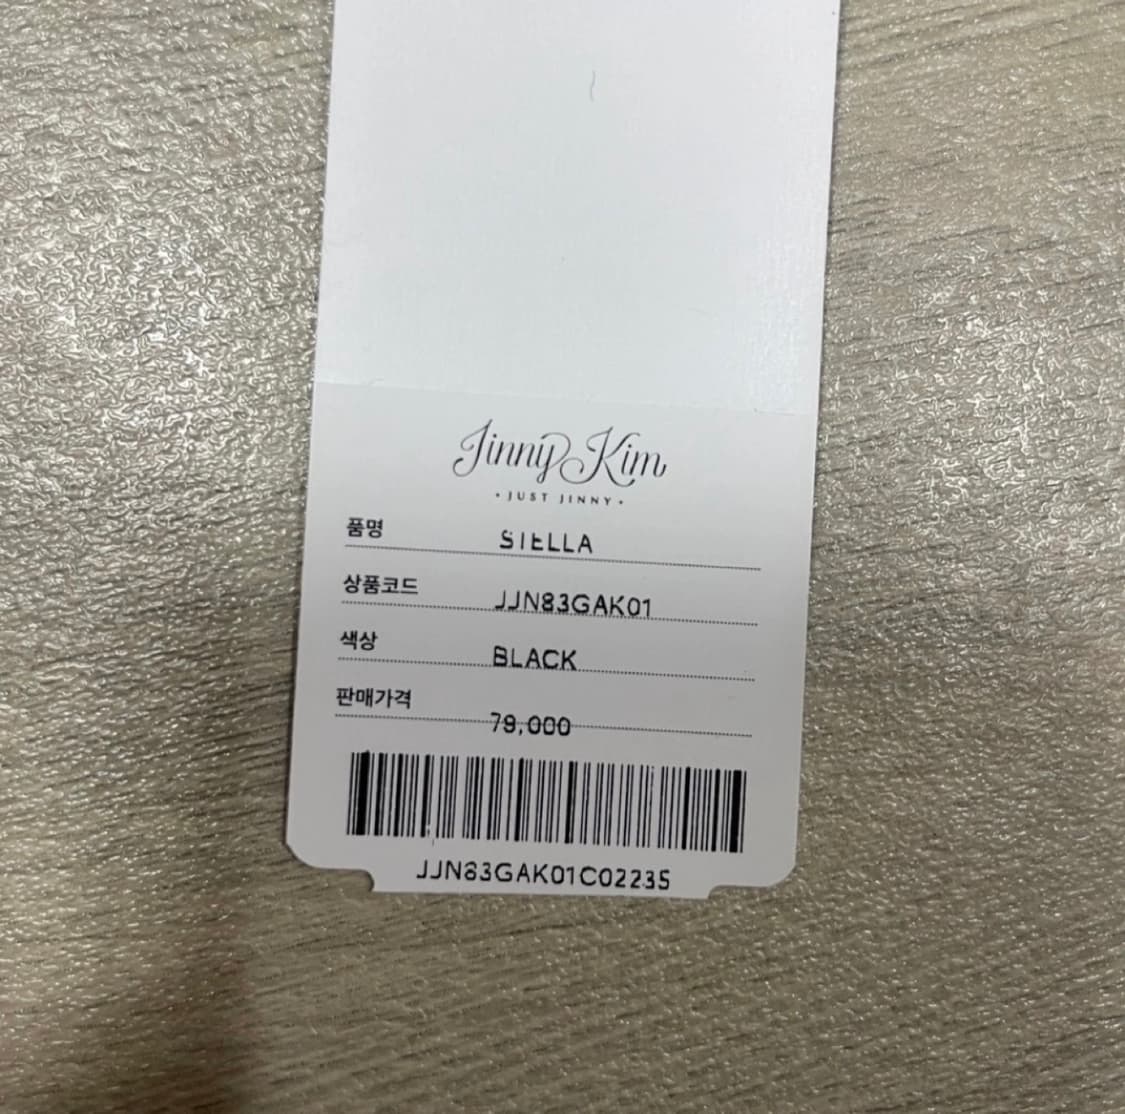 Jinny Kim
• JUST JINNY •
품명 STELLA
상품코드 JJN83GAK01
색상 BLACK
판매가격 79,000
JJN83GAK01C02235